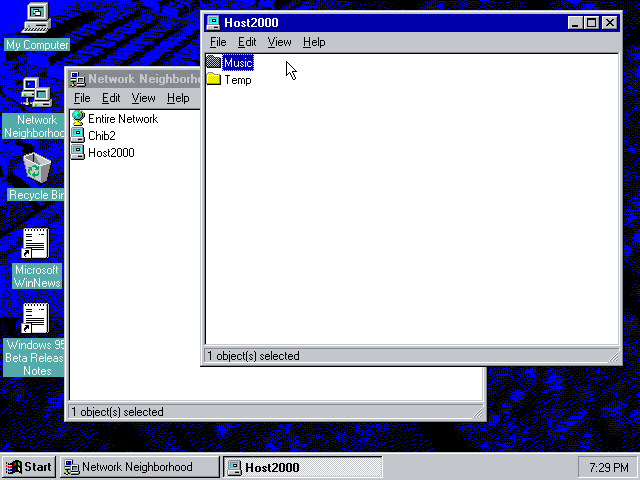 My Computer
Network
Neighborhoo
Recycle Bin
Microsoft
WinNews
Windows 95
Beta Releas
Notes
Network Neighborhoo
File Edit View Help
Entire Network
Chib2
Host2000
1 object(s) selected
Host2000
File Edit View Help
Music
Temp
1 object(s) selected
Start
Network Neighborhood
Host2000
7:29 PM